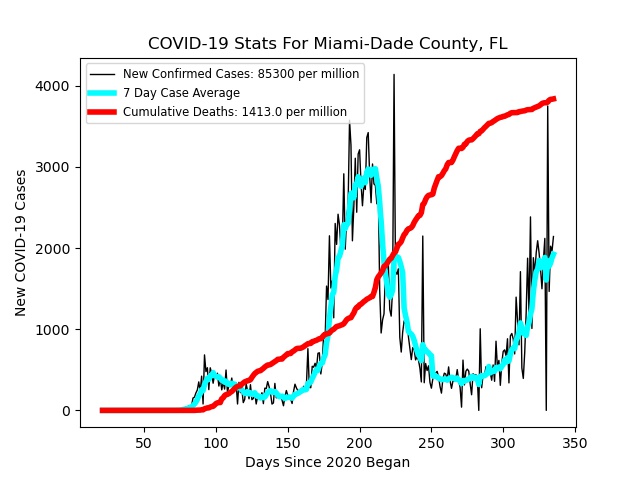 COVID-19 Stats For Miami-Dade County, FL
New Confirmed Cases: 85300 per million
7 Day Case Average
Cumulative Deaths: 1413.0 per million
New COVID-19 Cases
4000
3000
2000
1000
0
50 100 150 200 250 300 350
Days Since 2020 Began